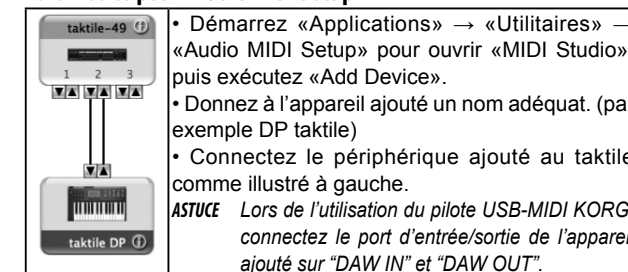 taktile-49
1 2 3
taktile DP
• Démarrez «Applications» → «Utilitaires» →
«Audio MIDI Setup» pour ouvrir «MIDI Studio»
puis exécutez «Add Device».
• Donnez à l’appareil ajouté un nom adéquat. (pa
exemple DP taktile)
• Connectez le périphérique ajouté au taktile
comme illustré à gauche.
ASTUCE Lors de l’utilisation du pilote USB-MIDI KORG
connectez le port d’entrée/sortie de l’apparei
ajouté sur “DAW IN” et “DAW OUT”.